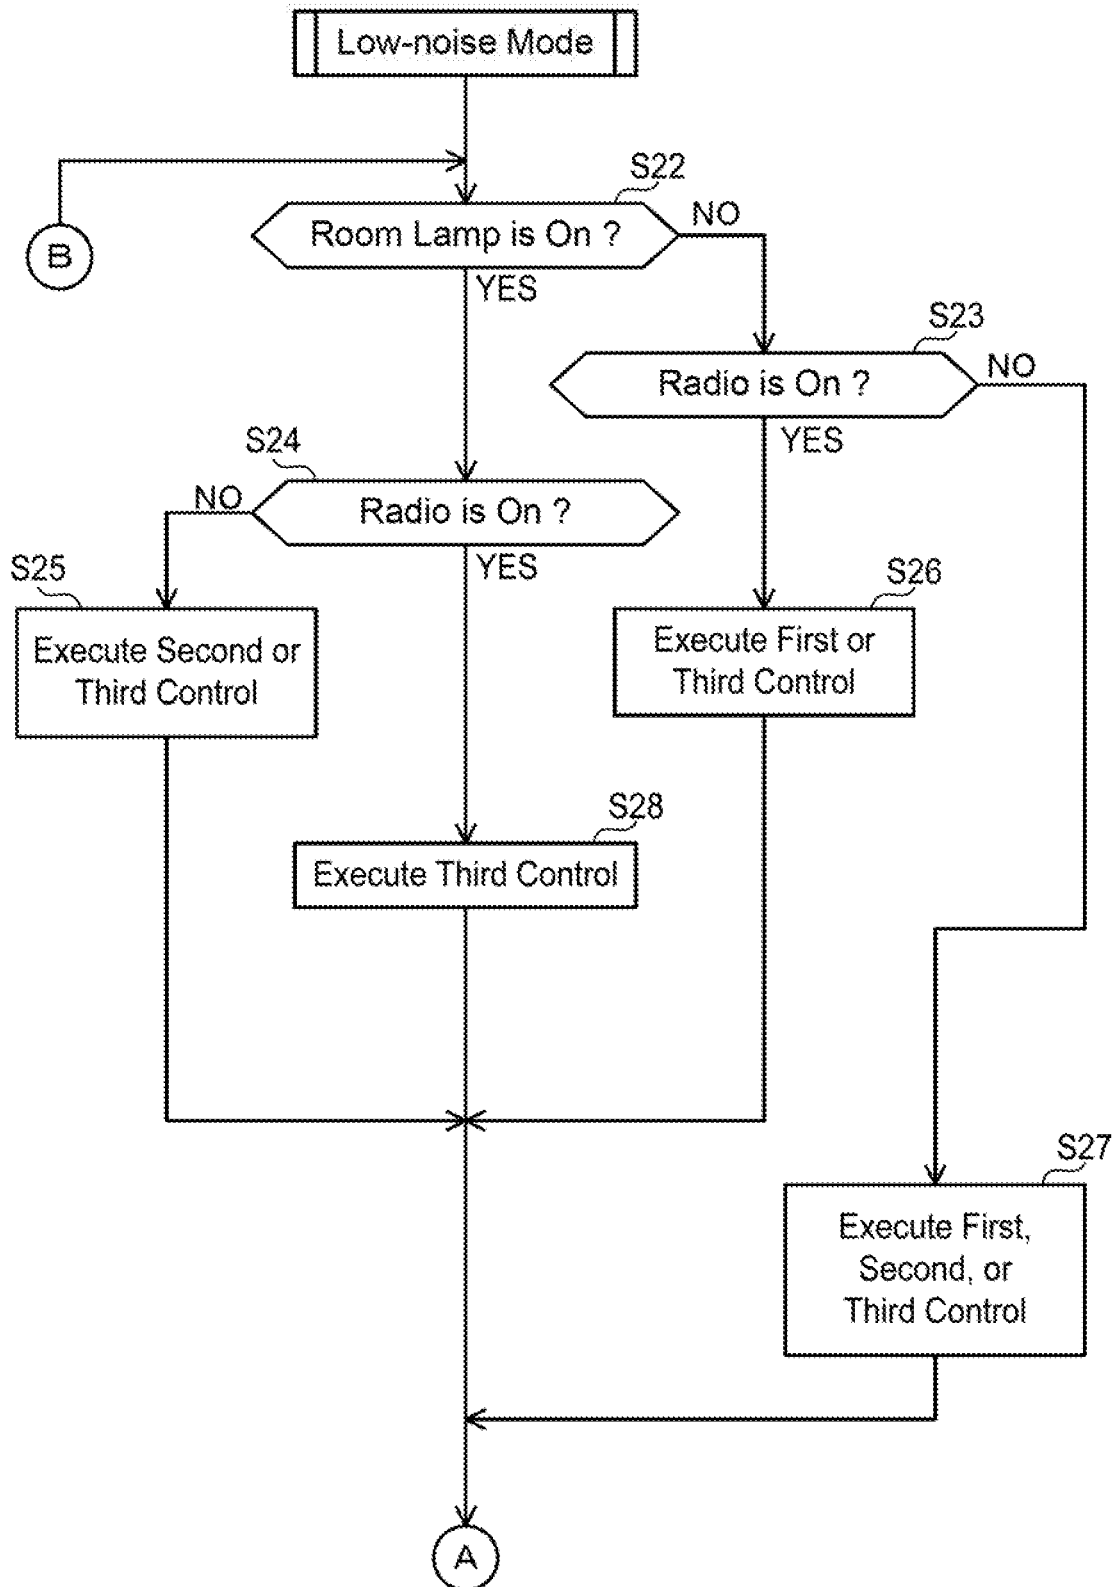 Low-noise Mode
S22
Room Lamp is On ?
NO
B
YES
S23
Radio is On ?
NO
YES
S24
Radio is On ?
NO
YES
S25
Execute Second or
Third Control
S26
Execute First or
Third Control
S28
Execute Third Control
S27
Execute First,
Second, or
Third Control
A